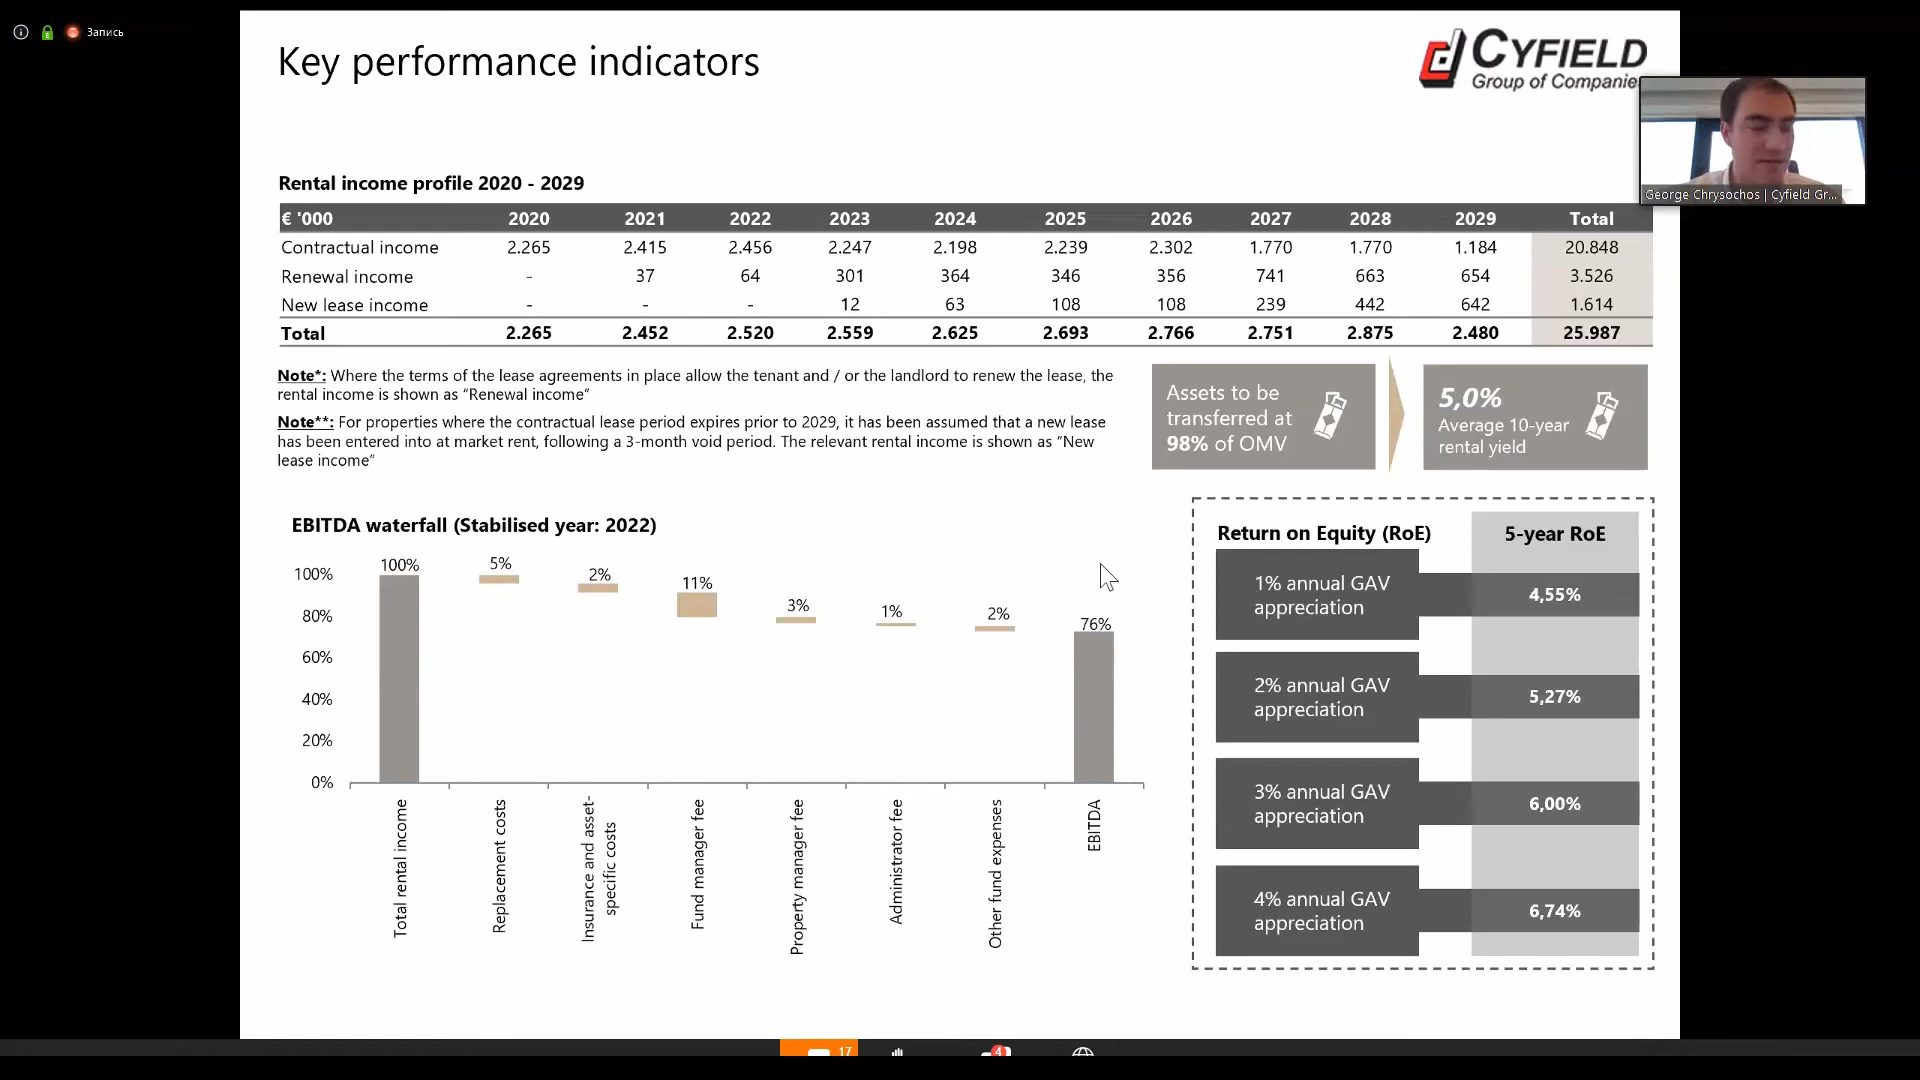 Запись
Key performance indicators
CYFIELD
Group of Companie
George Chrysochos | Cyfield Gr...
Rental income profile 2020 - 2029
€ '000 2020 2021 2022 2023 2024 2025 2026 2027 2028 2029 Total
Contractual income 2.265 2.415 2.456 2.247 2.198 2.239 2.302 1.770 1.770 1.184 20.848
Renewal income - 37 64 301 364 346 356 741 663 654 3.526
New lease income - - - 12 63 108 108 239 442 642 1.614
Total 2.265 2.452 2.520 2.559 2.625 2.693 2.766 2.751 2.875 2.480 25.987
Note*: Where the terms of the lease agreements in place allow the tenant and / or the landlord to renew the lease, the
rental income is shown as “Renewal income”
Note**: For properties where the contractual lease period expires prior to 2029, it has been assumed that a new lease
has been entered into at market rent, following a 3-month void period. The relevant rental income is shown as “New
lease income”
Assets to be
transferred at
98% of OMV
5,0%
Average 10-year
rental yield
EBITDA waterfall (Stabilised year: 2022)
100% 5% 2% 11% 3% 1% 2% 76%
100%
80%
60%
40%
20%
0%
Total rental income
Replacement costs
Insurance and asset-
specific costs
Fund manager fee
Property manager fee
Administrator fee
Other fund expenses
EBITDA
Return on Equity (RoE) 5-year RoE
1% annual GAV
appreciation
4,55%
2% annual GAV
appreciation
5,27%
3% annual GAV
appreciation
6,00%
4% annual GAV
appreciation
6,74%
17
4